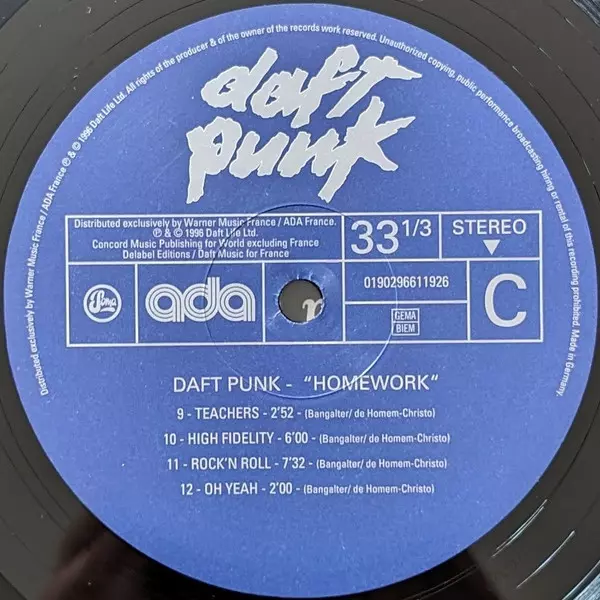 Distributed exclusively by Warner Music France / ADA France ℗ & © 1996 Daft Life Ltd. All rights of the producer & of the owner of the records work reserved. Unauthorized copying, public performance broadcasting hiring or rental of this recording prohibited. Made in Germany.
daft
punk
Distributed exclusively by Warner Music France / ADA France.
℗ & © 1996 Daft Life Ltd.
Concord Music Publishing for World excluding France
Delabel Editions / Daft Music for France
33 1/3
STEREO
Soma
ada
0190296611926
GEMA
BIEM
C
DAFT PUNK - "HOMEWORK"
9 - TEACHERS - 2'52 - (Bangalter/ de Homem-Christo)
10 - HIGH FIDELITY - 6'00 - (Bangalter/ de Homem-Christo)
11 - ROCK'N ROLL - 7'32 - (Bangalter/ de Homem-Christo)
12 - OH YEAH - 2'00 - (Bangalter/ de Homem-Christo)